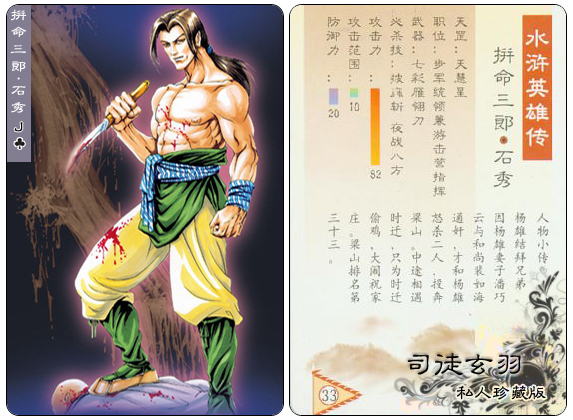 拚命三郎·石秀 J♣
水浒英雄传
拚命三郎·石秀
天罡：天慧星
职位：步军统领兼游击营指挥
武器：七彩雁翎刀
必杀技：披麻斩 夜战八方
攻击力：
82
攻击范围：
10
防御力：
20
人物小传
杨雄结拜兄弟。
因杨雄妻子潘巧
云与和尚裴如海
通奸，才和杨雄
怒杀二人，投奔
梁山。中途相遇
时迁，只为时迁
偷鸡，大闹祝家
庄。梁山排名第
三十三。
司徒玄羽
私人珍藏版
33